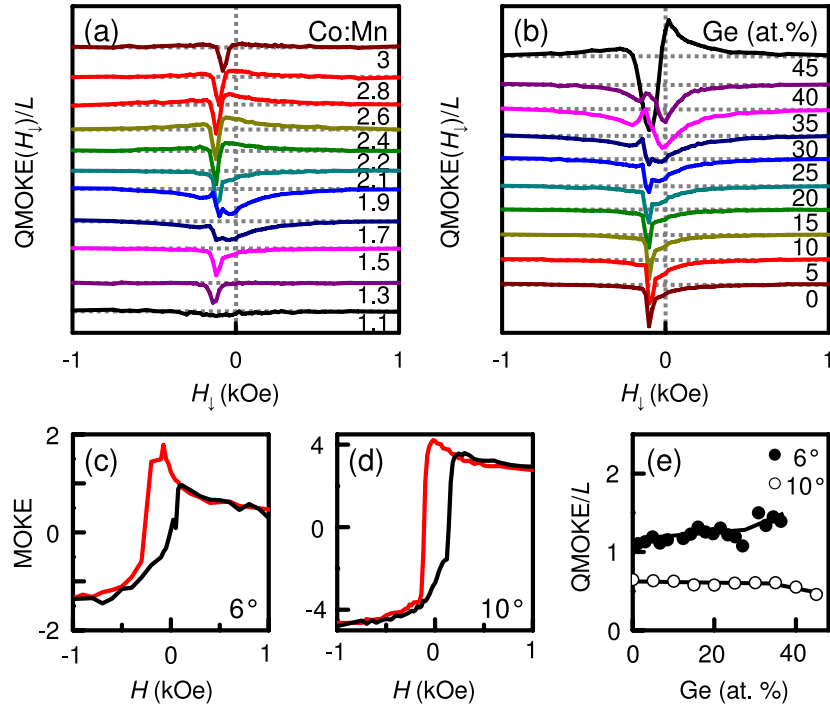 (a) Co:Mn
3
2.8
2.6
2.4
2.2
2.1
1.9
1.7
1.5
1.3
1.1
QMOKE(H↓)/L
-1 0 1
H↓ (kOe)
(b) Ge (at.%)
45
40
35
30
25
20
15
10
5
0
QMOKE(H↓)/L
-1 0 1
H↓ (kOe)
(c)
2
0
-2
MOKE
6°
-1 0 1
H (kOe)
(d)
4
0
-4
10°
-1 0 1
H (kOe)
(e)
6°
10°
2
1
0
QMOKE/L
0 20 40
Ge (at. %)